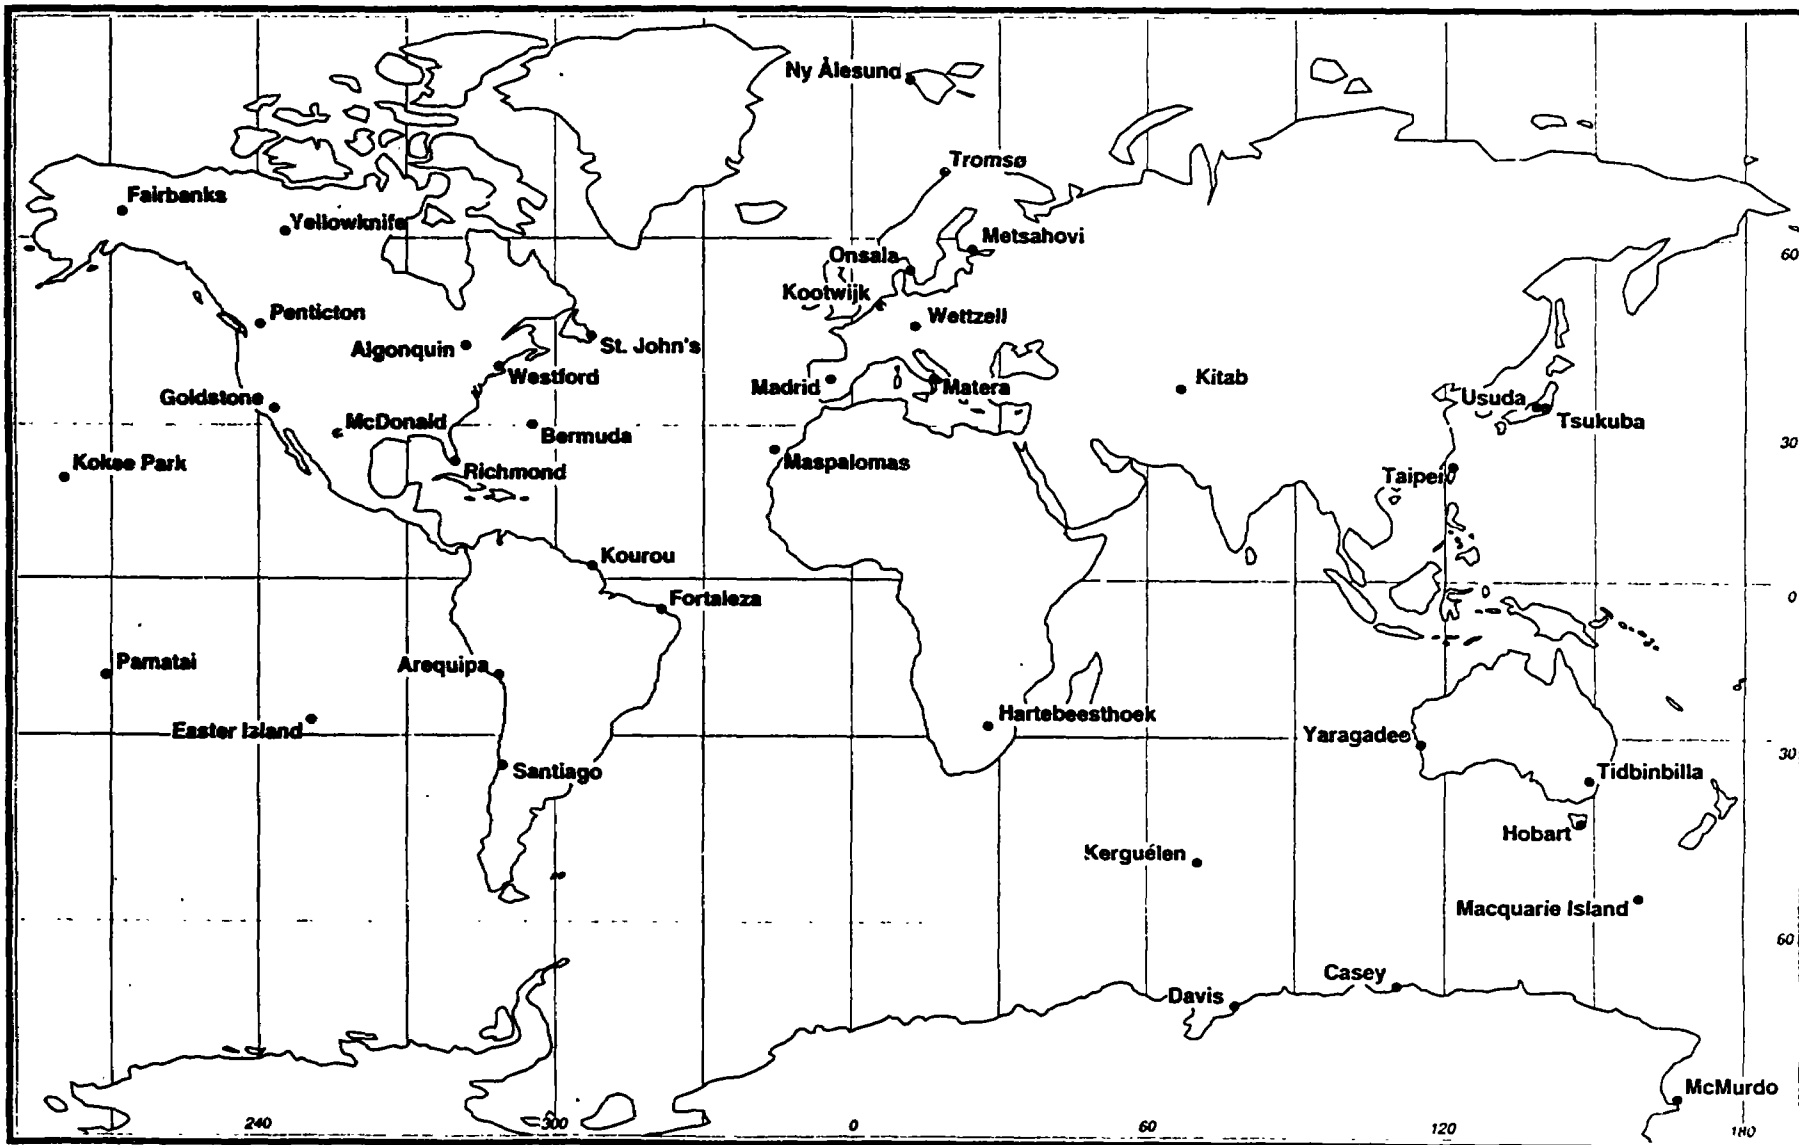 Ny Ålesund
Tromsø
Fairbanks
Yellowknife
Metsahovi
Onsala
60
Kootwijk
Penticton
Wettzell
Algonquin
St. John's
Westford
Madrid
Matera
Kitab
Goldstone
Usuda
McDonald
Tsukuba
Bermuda
30
Kokee Park
Maspalomas
Richmond
Taipei
Kourou
0
Fortaleza
Pamatai
Arequipa
Hartebeesthoek
Easter Island
Yaragadee
30
Santiago
Tidbinbilla
Hobart
Kerguélen
Macquarie Island
60
Casey
Davis
McMurdo
240
300
0
60
120
180